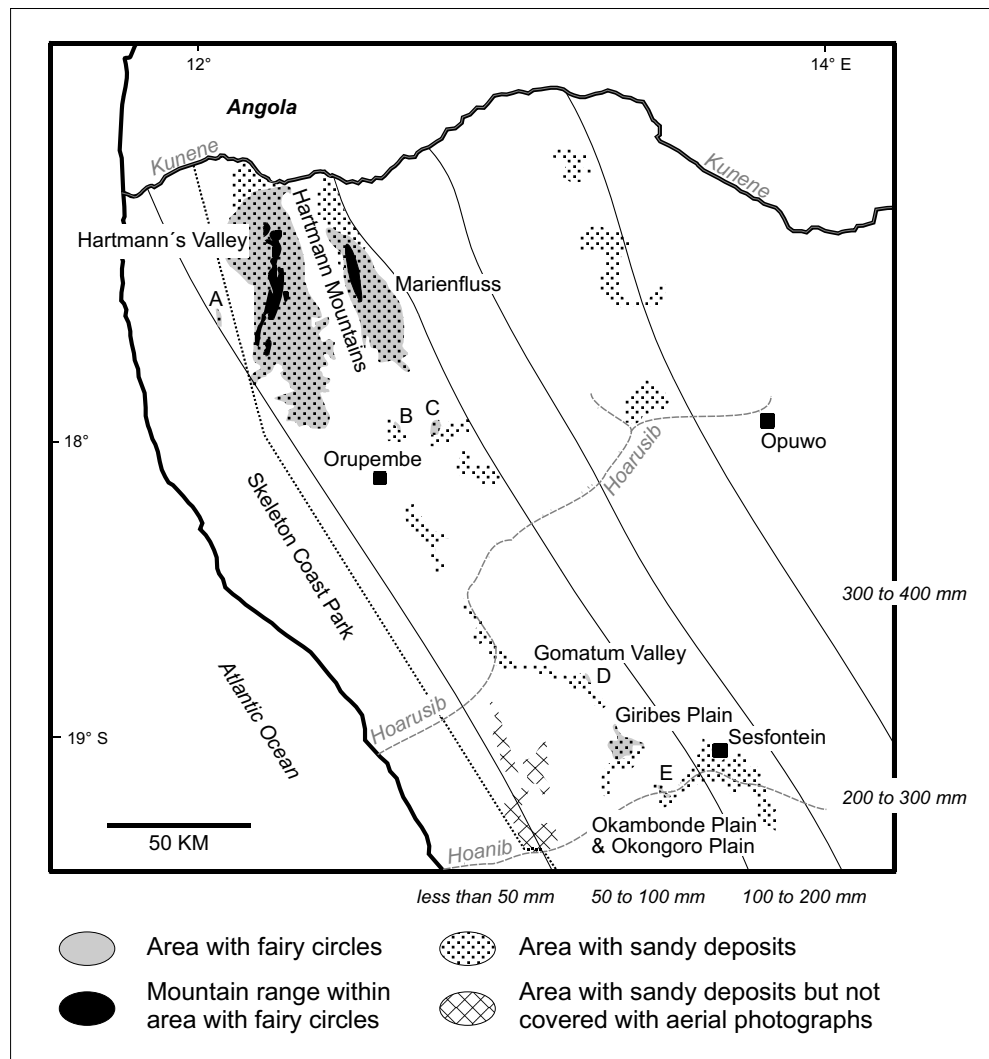 12°
14° E
Angola
Kunene
Kunene
Hartmann´s Valley
Hartmann Mountains
Marienfluss
A
B
C
18°
Orupembe
Opuwo
Hoarusib
Skeleton Coast Park
300 to 400 mm
Gomatum Valley
D
Atlantic Ocean
Hoarusib
Giribes Plain
19° S
Sesfontein
E
200 to 300 mm
50 KM
Okambonde Plain
& Okongoro Plain
Hoanib
less than 50 mm
50 to 100 mm
100 to 200 mm
Area with fairy circles
Area with sandy deposits
Mountain range within
area with fairy circles
Area with sandy deposits but not
covered with aerial photographs